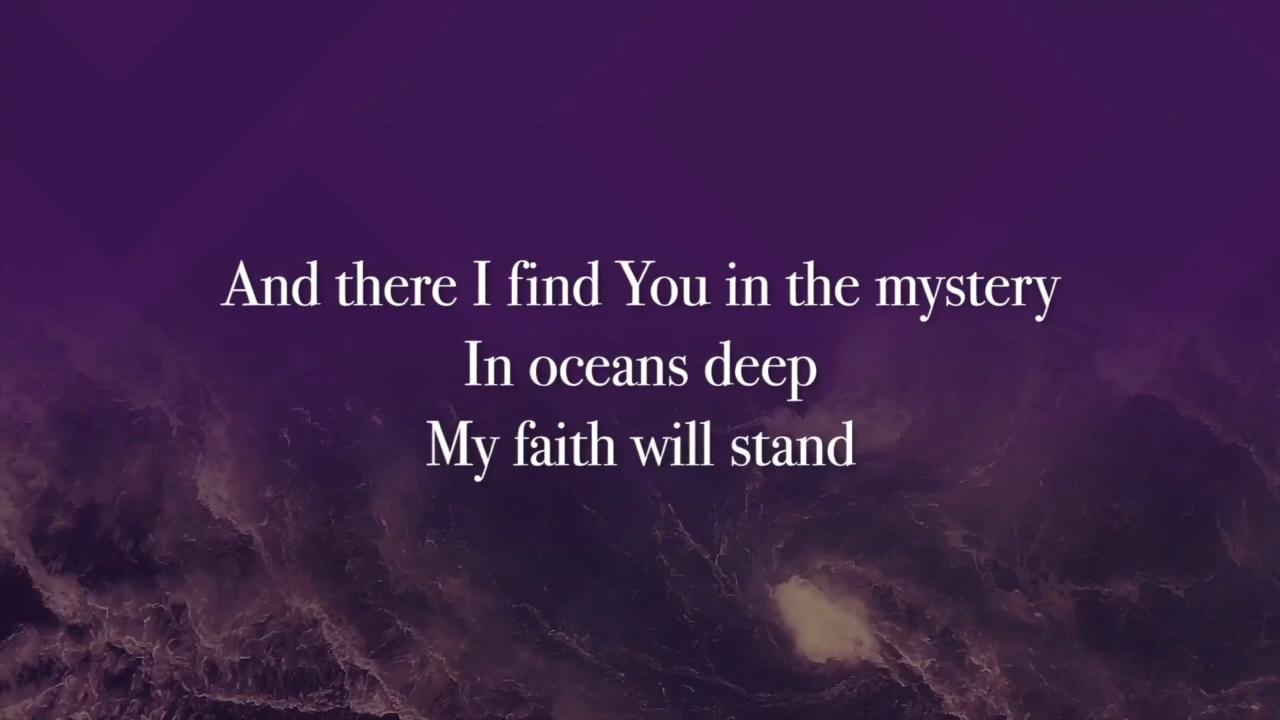 And there I find You in the mystery
In oceans deep
My faith will stand